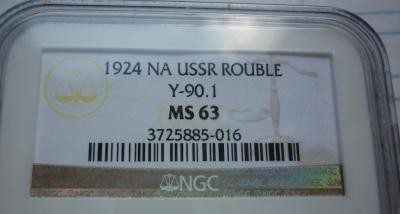 1924 NA USSR ROUBLE
Y-90.1
MS 63
3725885-016
NGC